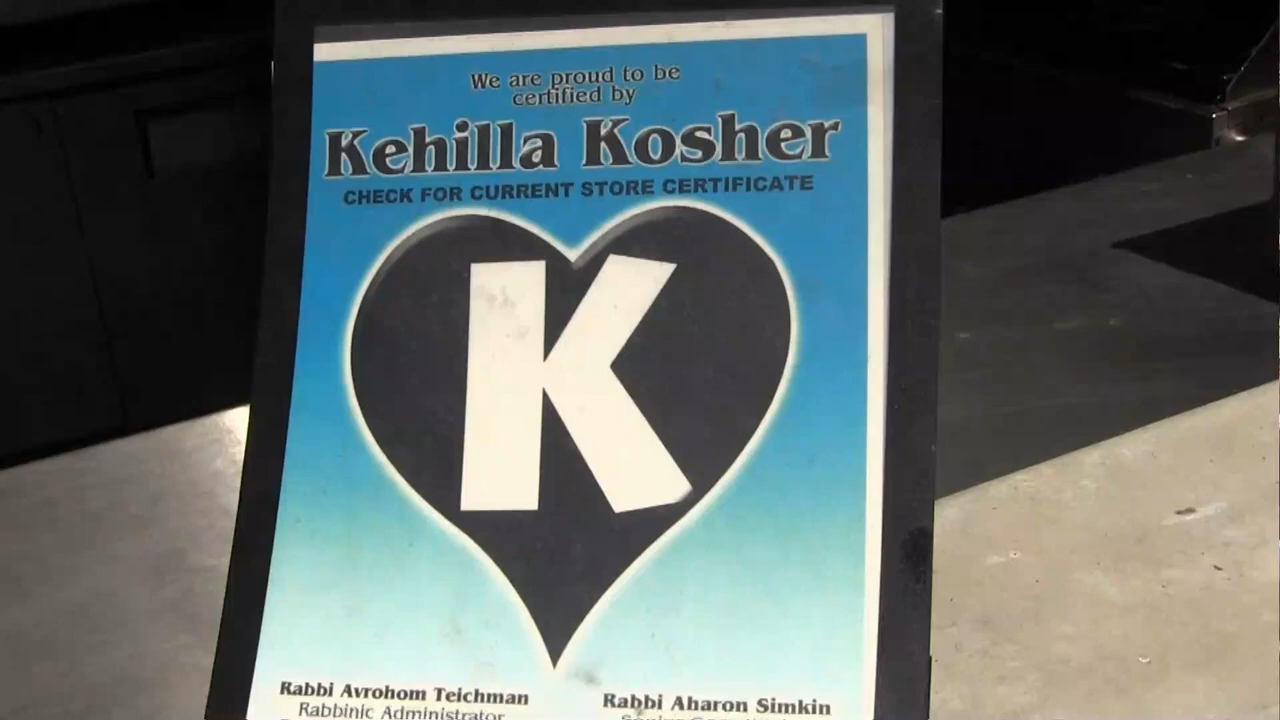 We are proud to be
certified by
Kehilla Kosher
CHECK FOR CURRENT STORE CERTIFICATE
K
Rabbi Avrohom Teichman
Rabbi Aharon Simkin
Rabbinic Administrator